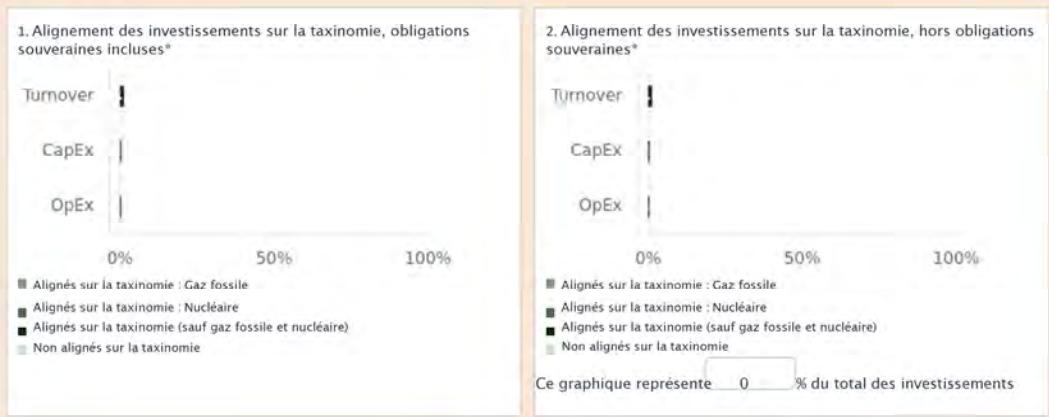 1. Alignement des investissements sur la taxinomie, obligations
souveraines incluses*
Turnover
CapEx
OpEx
0% 50% 100%
Alignés sur la taxinomie : Gaz fossile
Alignés sur la taxinomie : Nucléaire
Alignés sur la taxinomie (sauf gaz fossile et nucléaire)
Non alignés sur la taxinomie
2. Alignement des investissements sur la taxinomie, hors obligations
souveraines*
Turnover
CapEx
OpEx
0% 50% 100%
Alignés sur la taxinomie : Gaz fossile
Alignés sur la taxinomie : Nucléaire
Alignés sur la taxinomie (sauf gaz fossile et nucléaire)
Non alignés sur la taxinomie
Ce graphique représente 0 % du total des investissements